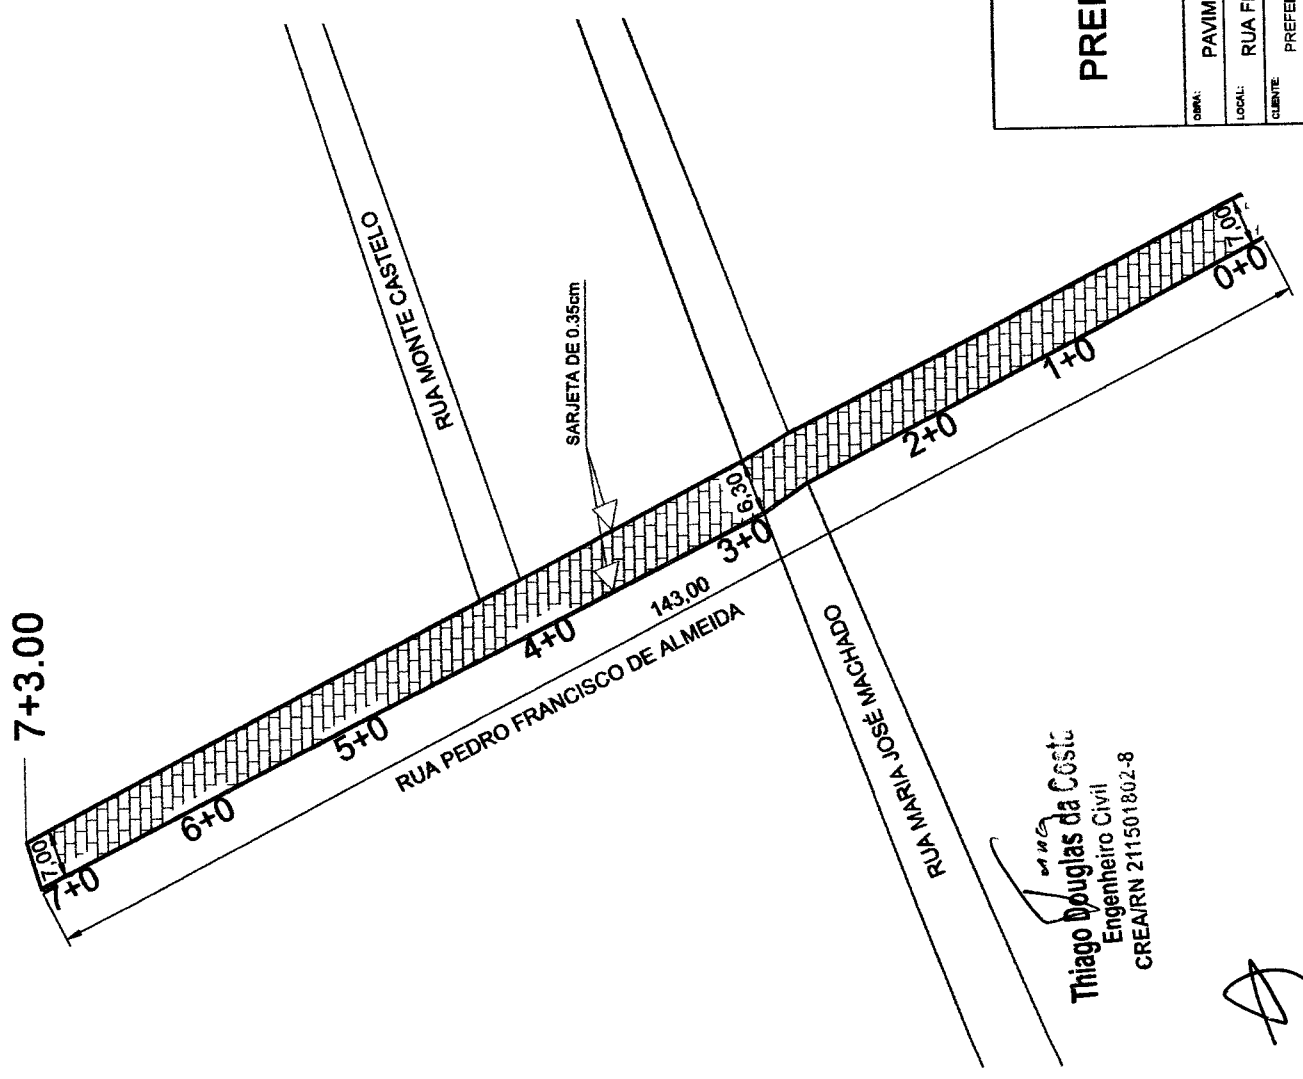 7+3.00
7,00
7+0
6+0
5+0
4+0
3+0
2+0
1+0
0+0
7,00
6,30
143,00
RUA PEDRO FRANCISCO DE ALMEIDA
RUA MONTE CASTELO
SARJETA DE 0.35cm
RUA MARIA JOSÉ MACHADO
Thiago Douglas da Costa
Engenheiro Civil
CREA/RN 211501802-8
OBRA:
PAVIM
LOCAL:
CLIENTE: